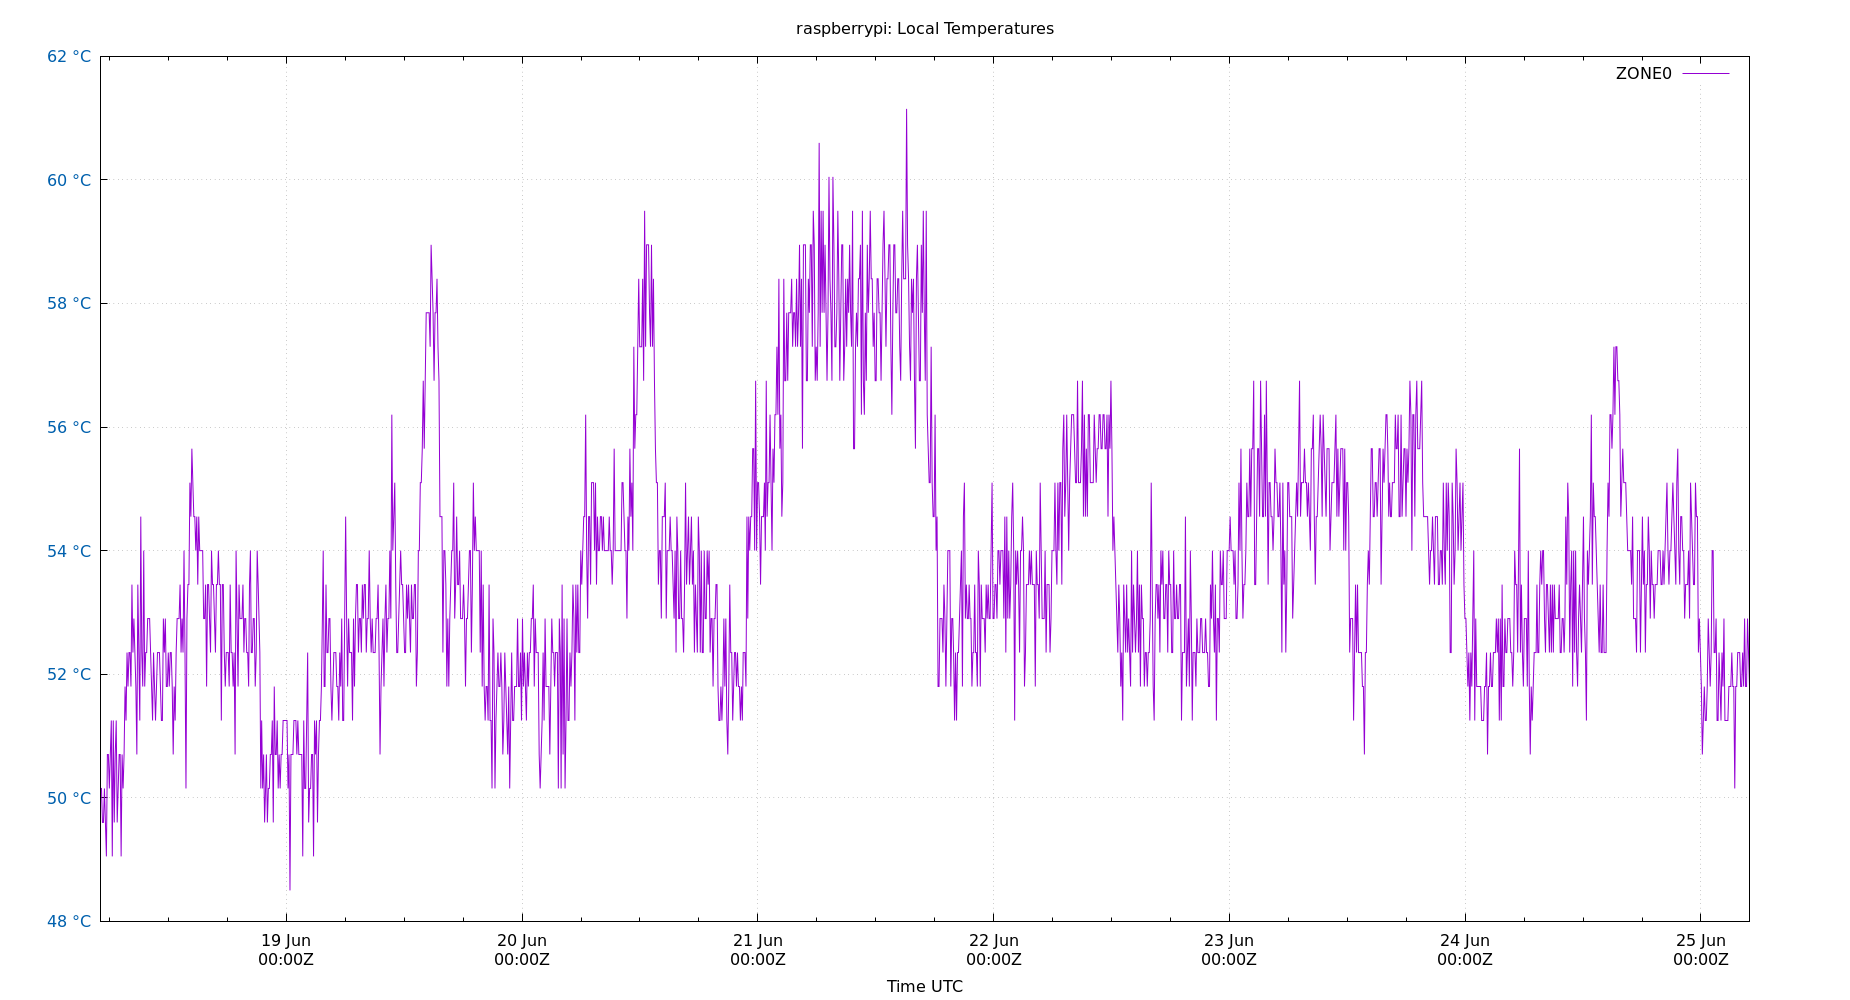 raspberrypi: Local Temperatures
62 °C
ZONE0
60 °C
58 °C
56 °C
54 °C
52 °C
50 °C
48 °C
19 Jun 20 Jun 21 Jun 22 Jun 23 Jun 24 Jun 25 Jun
00:00Z 00:00Z 00:00Z 00:00Z 00:00Z 00:00Z 00:00Z
Time UTC